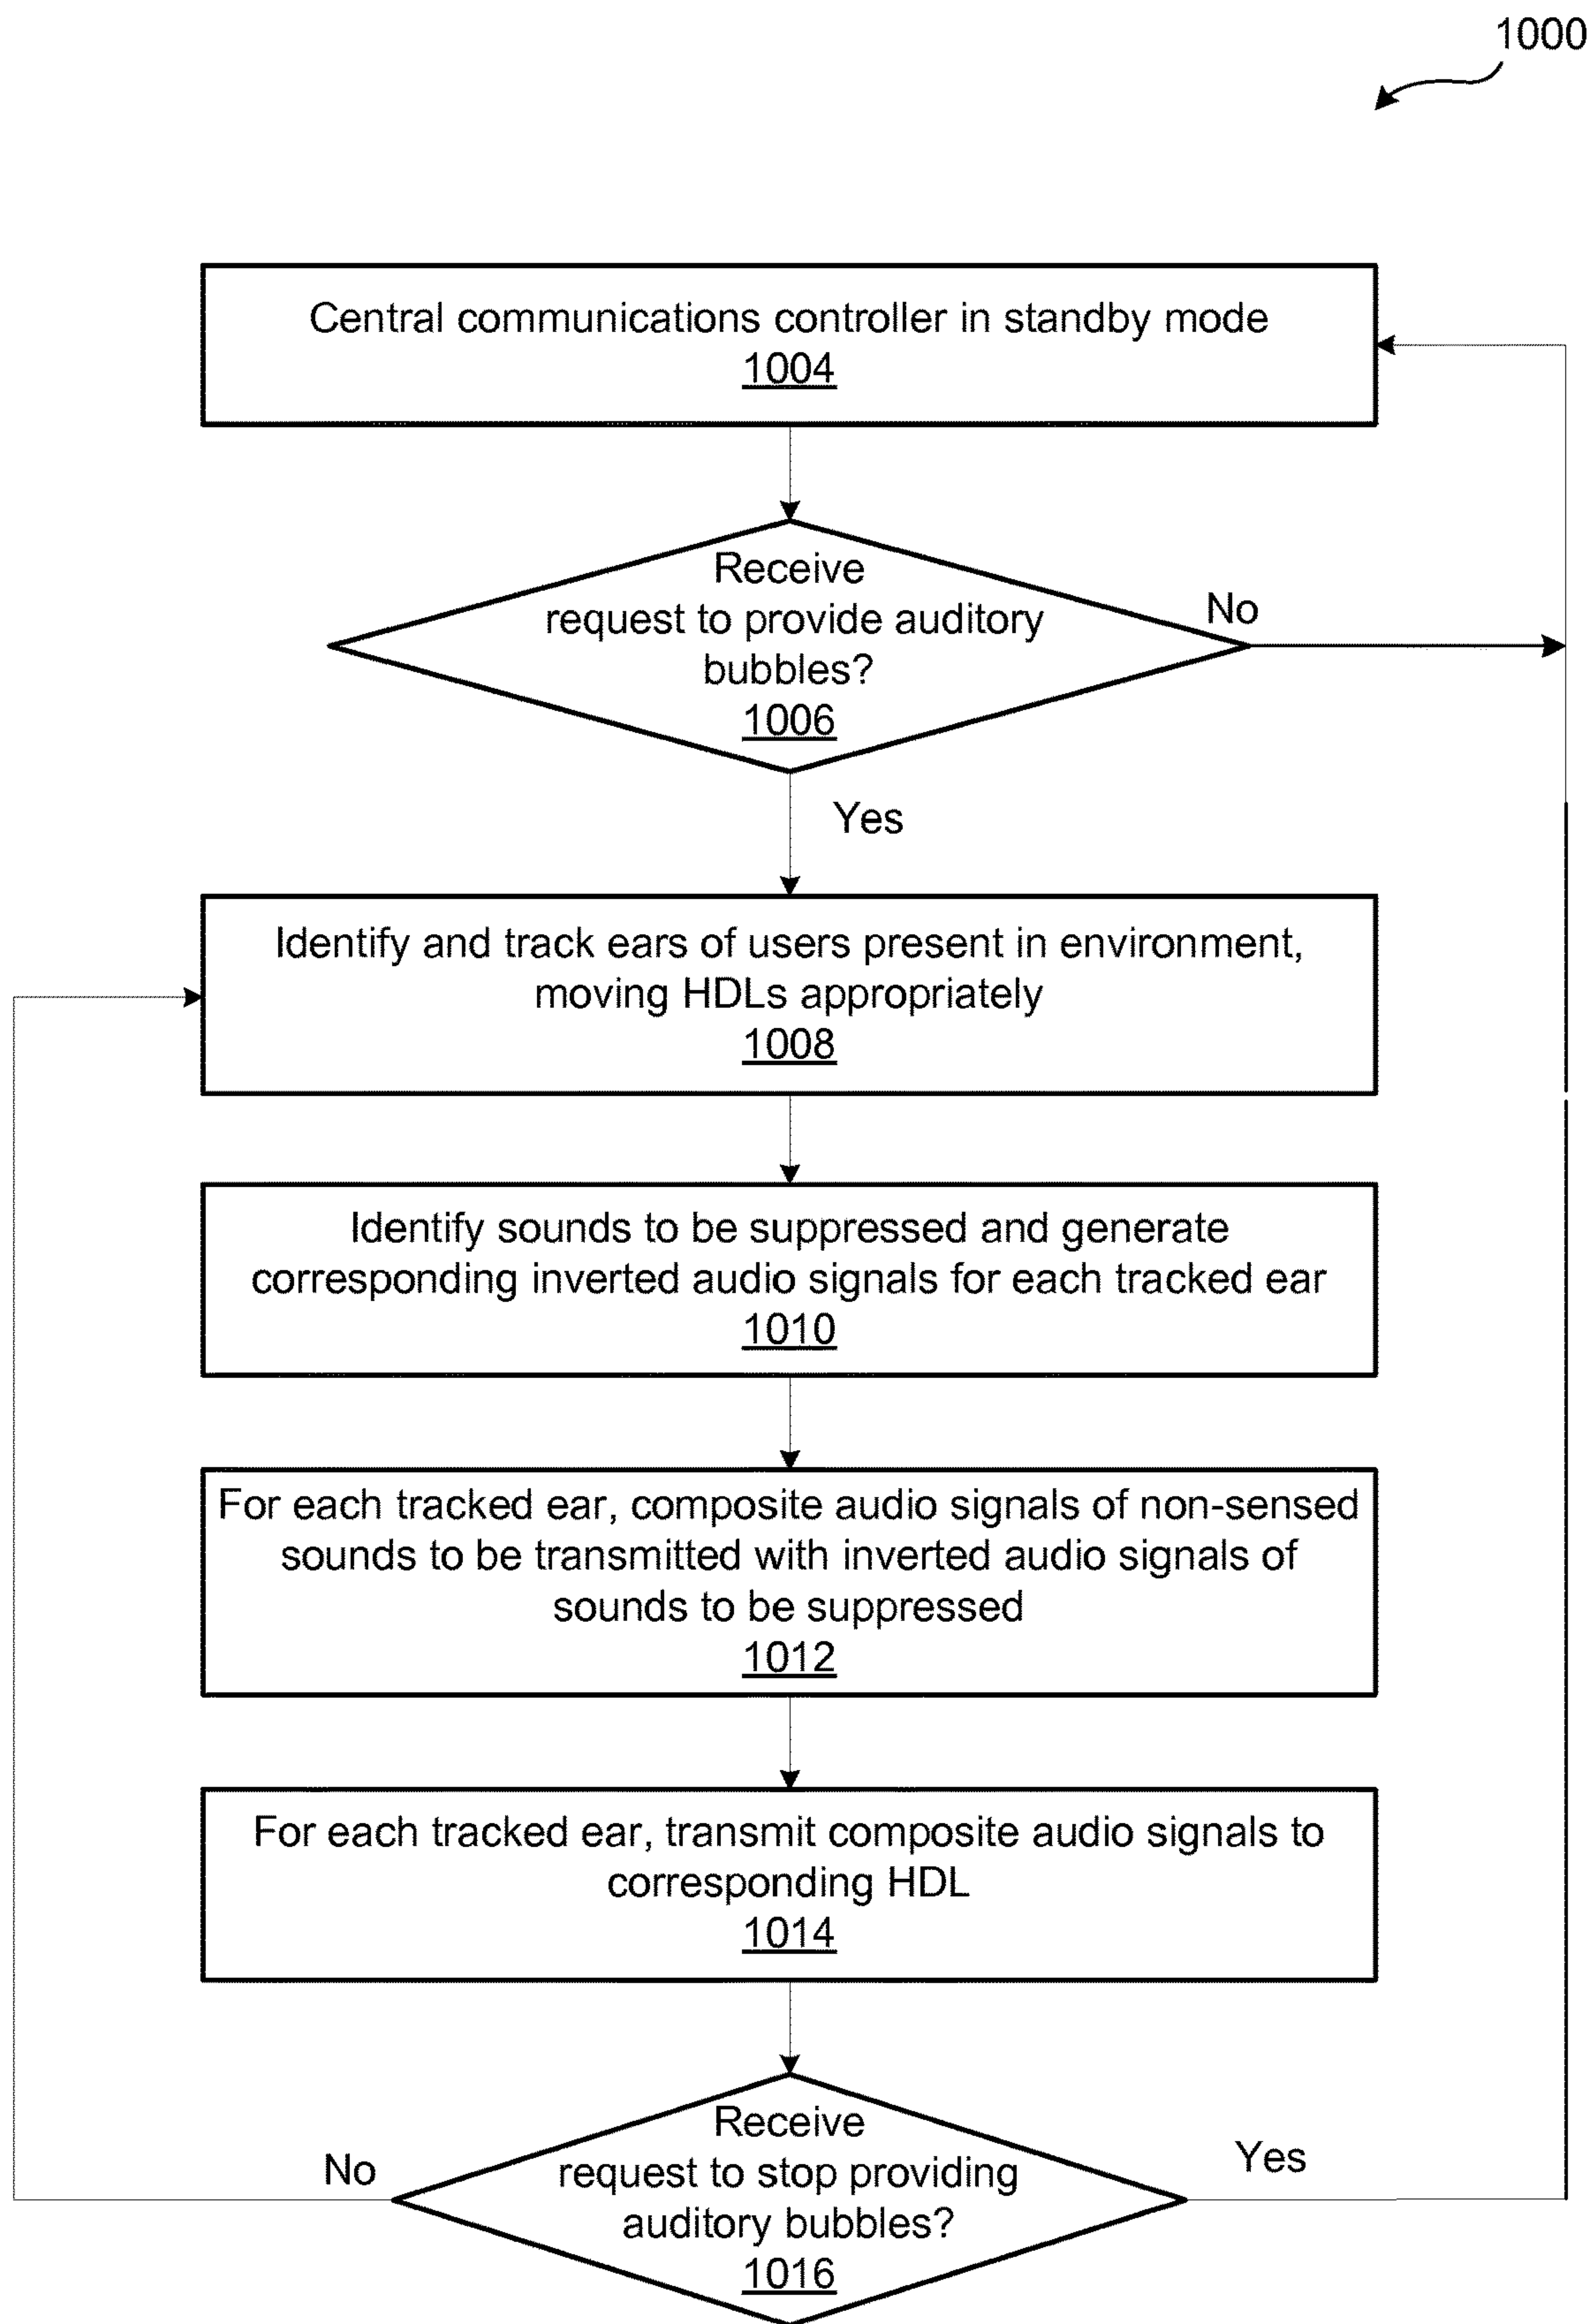 1000
Central communications controller in standby mode
1004
Receive
request to provide auditory
bubbles?
1006
No
Yes
Identify and track ears of users present in environment,
moving HDLs appropriately
1008
Identify sounds to be suppressed and generate
corresponding inverted audio signals for each tracked ear
1010
For each tracked ear, composite audio signals of non-sensed
sounds to be transmitted with inverted audio signals of
sounds to be suppressed
1012
For each tracked ear, transmit composite audio signals to
corresponding HDL
1014
Receive
request to stop providing
auditory bubbles?
1016
No
Yes